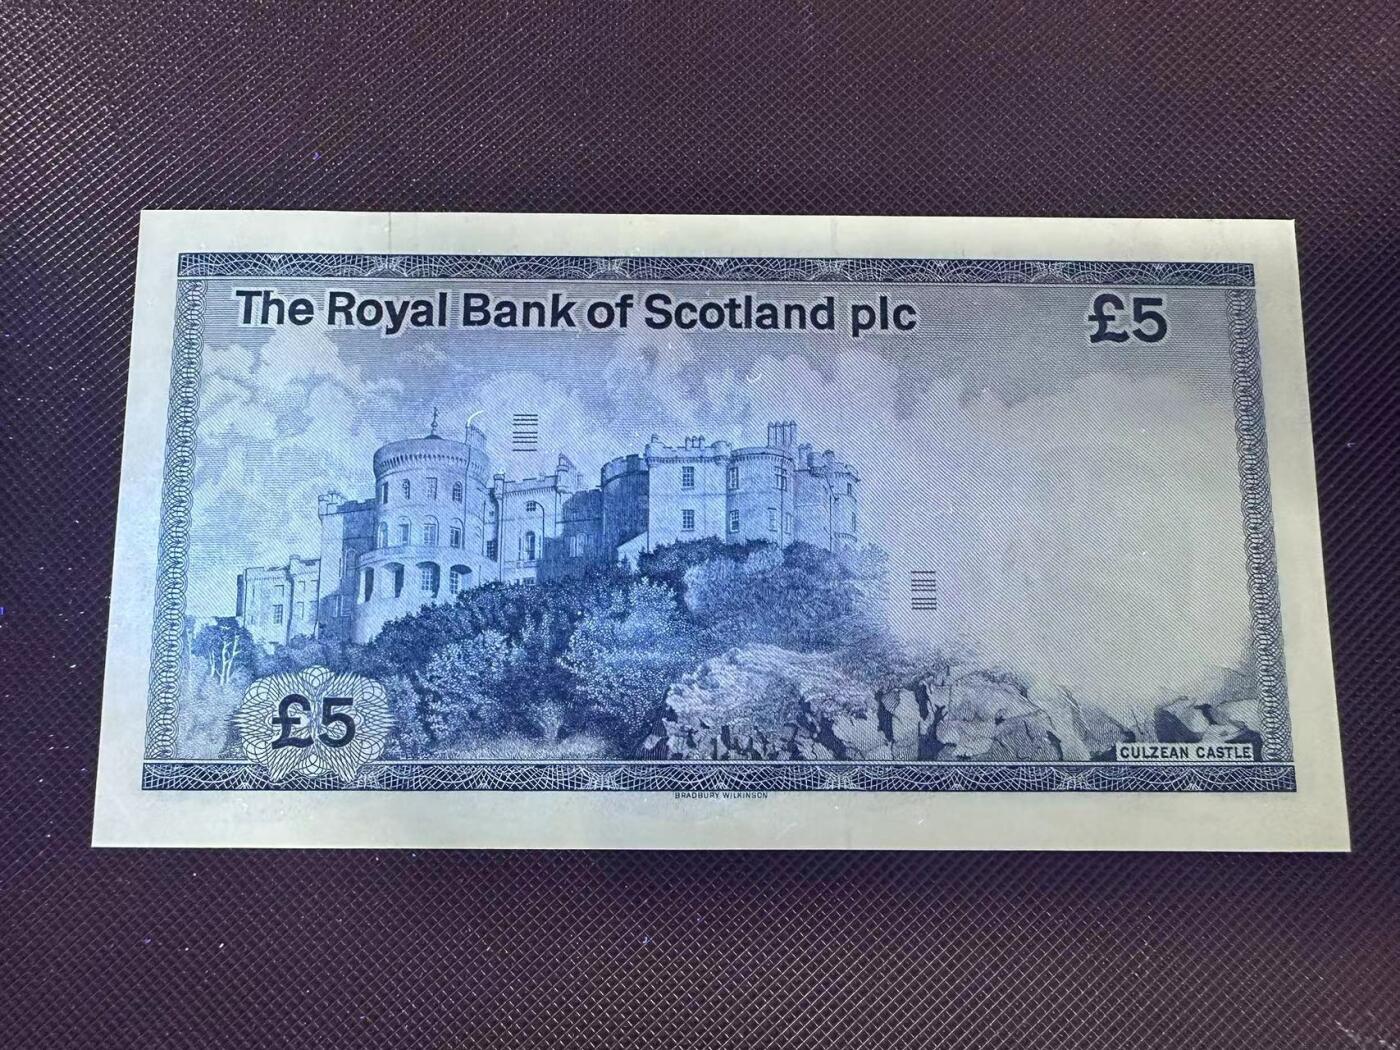 The Royal Bank of Scotland plc £5
£5
CULZEAN CASTLE
BRADBURY WILKINSON